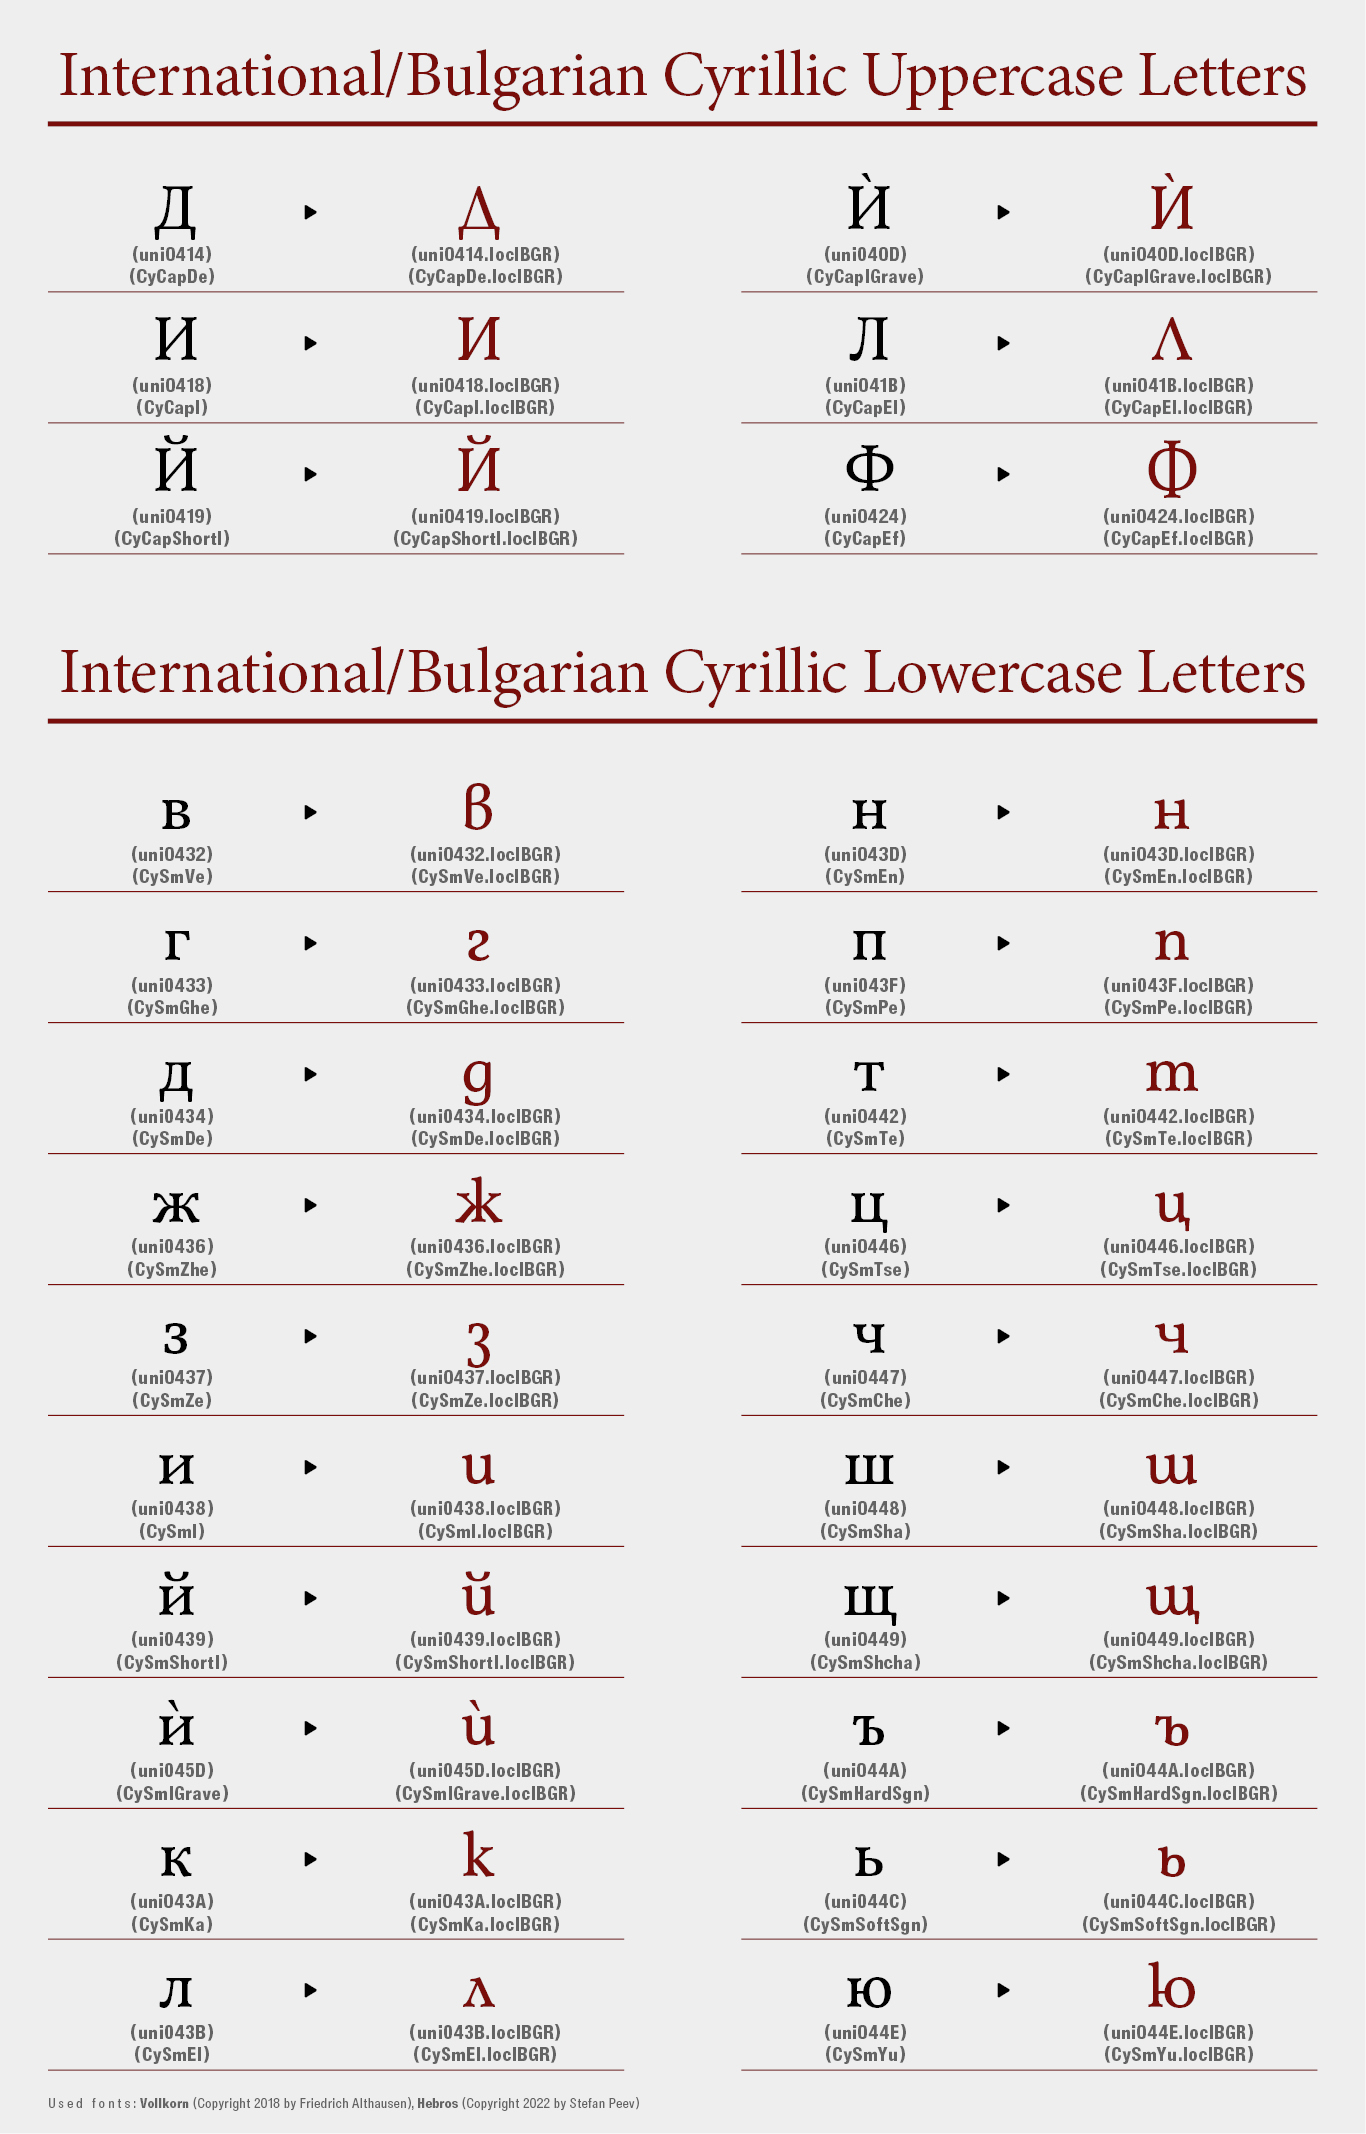 International/Bulgarian Cyrillic Uppercase Letters
Д ▶ Д Ѝ ▶ Ѝ
(uni0414) (uni0414.loclBGR) (uni040D) (uni040D.loclBGR)
(CyCapDe) (CyCapDe.loclBGR) (CyCapIGrave) (CyCapIGrave.loclBGR)
И ▶ И Л ▶ Л
(uni0418) (uni0418.loclBGR) (uni041B) (uni041B.loclBGR)
(CyCapI) (CyCapI.loclBGR) (CyCapEl) (CyCapEl.loclBGR)
Й ▶ Й Ф ▶ Ф
(uni0419) (uni0419.loclBGR) (uni0424) (uni0424.loclBGR)
(CyCapShortI) (CyCapShortI.loclBGR) (CyCapEf) (CyCapEf.loclBGR)
International/Bulgarian Cyrillic Lowercase Letters
в ▶ в н ▶ н
(uni0432) (uni0432.loclBGR) (uni043D) (uni043D.loclBGR)
(CySmVe) (CySmVe.loclBGR) (CySmEn) (CySmEn.loclBGR)
г ▶ г п ▶ п
(uni0433) (uni0433.loclBGR) (uni043F) (uni043F.loclBGR)
(CySmGhe) (CySmGhe.loclBGR) (CySmPe) (CySmPe.loclBGR)
д ▶ д т ▶ т
(uni0434) (uni0434.loclBGR) (uni0442) (uni0442.loclBGR)
(CySmDe) (CySmDe.loclBGR) (CySmTe) (CySmTe.loclBGR)
ж ▶ ж ц ▶ ц
(uni0436) (uni0436.loclBGR) (uni0446) (uni0446.loclBGR)
(CySmZhe) (CySmZhe.loclBGR) (CySmTse) (CySmTse.loclBGR)
з ▶ з ч ▶ ч
(uni0437) (uni0437.loclBGR) (uni0447) (uni0447.loclBGR)
(CySmZe) (CySmZe.loclBGR) (CySmChe) (CySmChe.loclBGR)
и ▶ и ш ▶ ш
(uni0438) (uni0438.loclBGR) (uni0448) (uni0448.loclBGR)
(CySmI) (CySmI.loclBGR) (CySmSha) (CySmSha.loclBGR)
й ▶ й щ ▶ щ
(uni0439) (uni0439.loclBGR) (uni0449) (uni0449.loclBGR)
(CySmShortI) (CySmShortI.loclBGR) (CySmShcha) (CySmShcha.loclBGR)
ѝ ▶ ѝ ъ ▶ ъ
(uni045D) (uni045D.loclBGR) (uni044A) (uni044A.loclBGR)
(CySmIGrave) (CySmIGrave.loclBGR) (CySmHardSgn) (CySmHardSgn.loclBGR)
к ▶ к ь ▶ ь
(uni043A) (uni043A.loclBGR) (uni044C) (uni044C.loclBGR)
(CySmKa) (CySmKa.loclBGR) (CySmSoftSgn) (CySmSoftSgn.loclBGR)
л ▶ л ю ▶ ю
(uni043B) (uni043B.loclBGR) (uni044E) (uni044E.loclBGR)
(CySmEl) (CySmEl.loclBGR) (CySmYu) (CySmYu.loclBGR)
Used fonts: Vollkorn (Copyright 2018 by Friedrich Althausen), Hebros (Copyright 2022 by Stefan Peev)